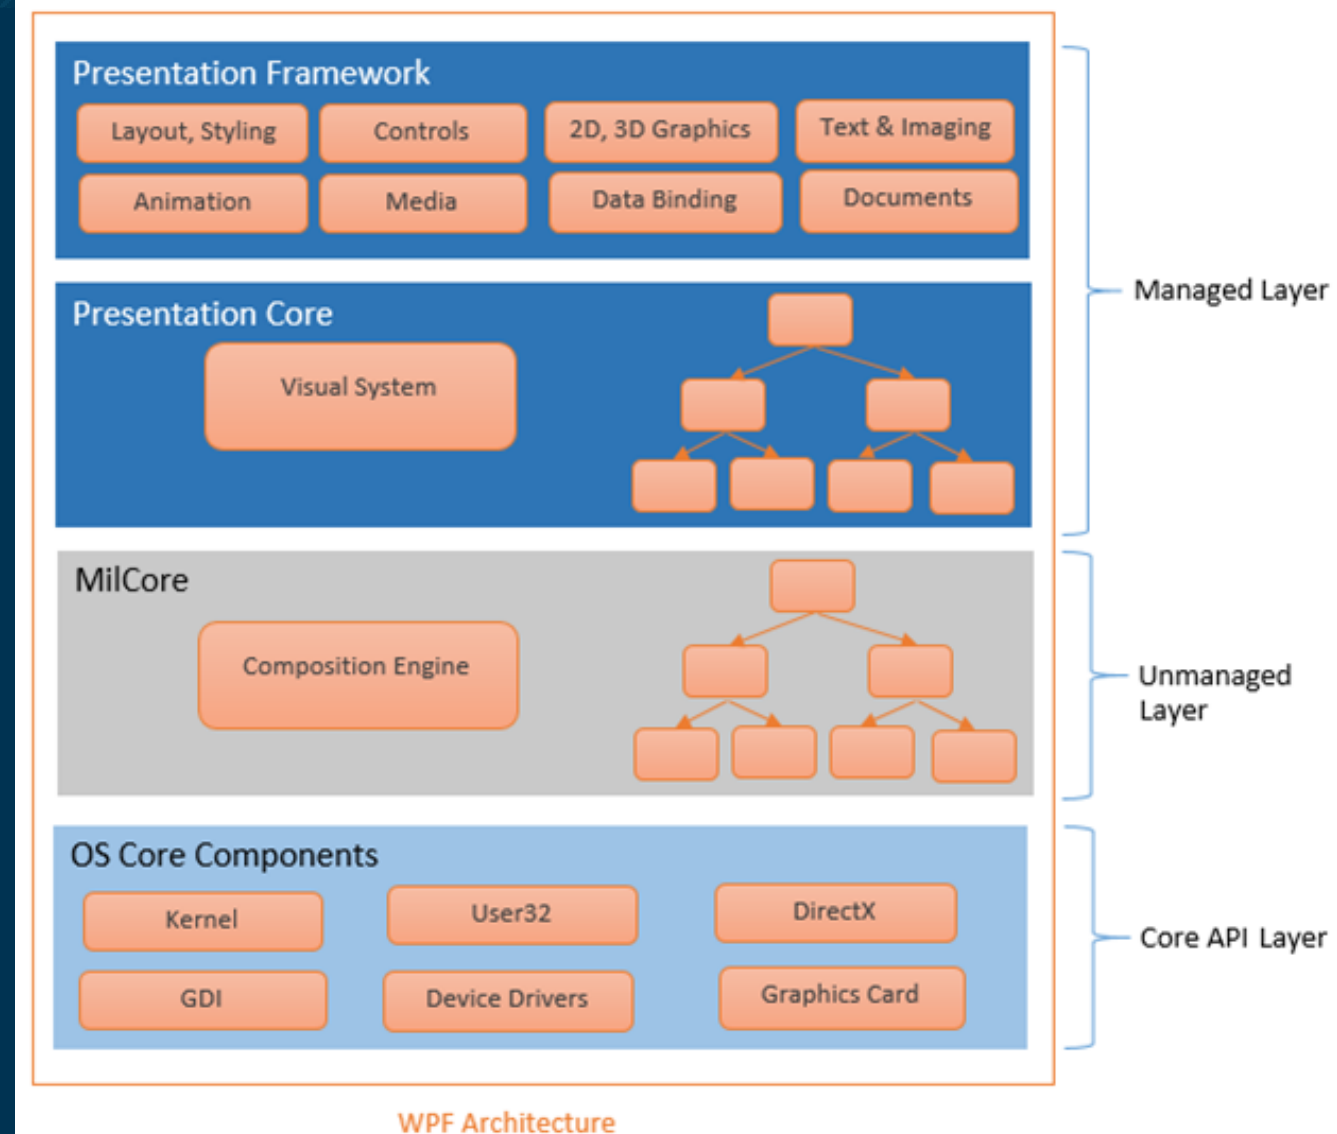 Presentation Framework
Layout, Styling
Controls
2D, 3D Graphics
Text & Imaging
Animation
Media
Data Binding
Documents
Managed Layer
Presentation Core
Visual System
MilCore
Composition Engine
Unmanaged
Layer
OS Core Components
Kernel
User32
DirectX
GDI
Device Drivers
Graphics Card
Core API Layer
WPF Architecture